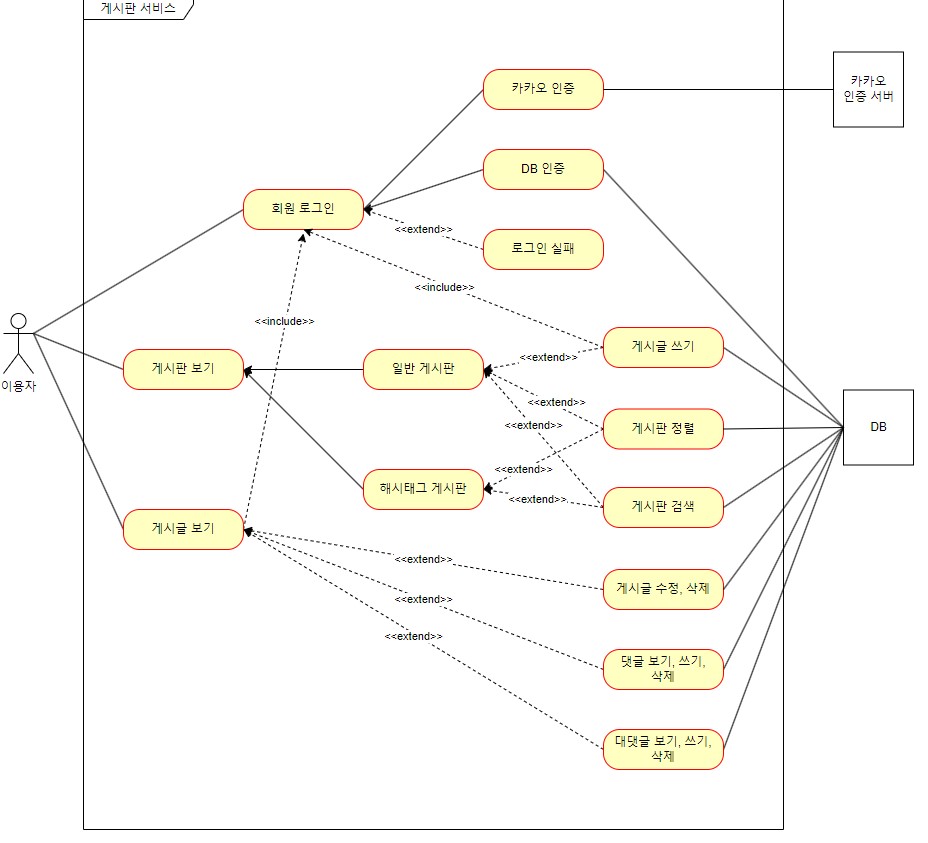 게시판 서비스
카카오 인증
카카오
인증 서버
DB 인증
회원 로그인
<<extend>>
로그인 실패
<<include>>
<<include>>
이용자
게시판 보기
일반 게시판
<<extend>>
게시글 쓰기
<<extend>>
<<extend>>
게시판 정렬
DB
<<extend>>
해시태그 게시판
<<extend>>
게시판 검색
게시글 보기
<<extend>>
게시글 수정, 삭제
<<extend>>
댓글 보기, 쓰기,
삭제
<<extend>>
대댓글 보기, 쓰기,
삭제